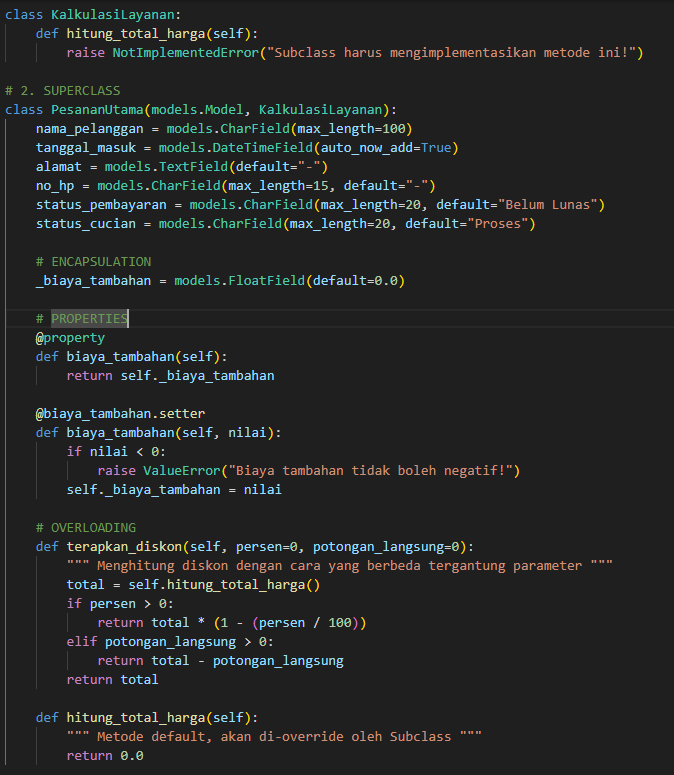 class KalkulasiLayanan:
    def hitung_total_harga(self):
        raise NotImplementedError("Subclass harus mengimplementasikan metode ini!")

# 2. SUPERCLASS
class PesananUtama(models.Model, KalkulasiLayanan):
    nama_pelanggan = models.CharField(max_length=100)
    tanggal_masuk = models.DateTimeField(auto_now_add=True)
    alamat = models.TextField(default="-")
    no_hp = models.CharField(max_length=15, default="-")
    status_pembayaran = models.CharField(max_length=20, default="Belum Lunas")
    status_cucian = models.CharField(max_length=20, default="Proses")

    # ENCAPSULATION
    _biaya_tambahan = models.FloatField(default=0.0)

    # PROPERTIES
    @property
    def biaya_tambahan(self):
        return self._biaya_tambahan

    @biaya_tambahan.setter
    def biaya_tambahan(self, nilai):
        if nilai < 0:
            raise ValueError("Biaya tambahan tidak boleh negatif!")
        self._biaya_tambahan = nilai

    # OVERLOADING
    def terapkan_diskon(self, persen=0, potongan_langsung=0):
        """ Menghitung diskon dengan cara yang berbeda tergantung parameter """
        total = self.hitung_total_harga()
        if persen > 0:
            return total * (1 - (persen / 100))
        elif potongan_langsung > 0:
            return total - potongan_langsung
        return total

    def hitung_total_harga(self):
        """ Metode default, akan di-override oleh Subclass """
        return 0.0